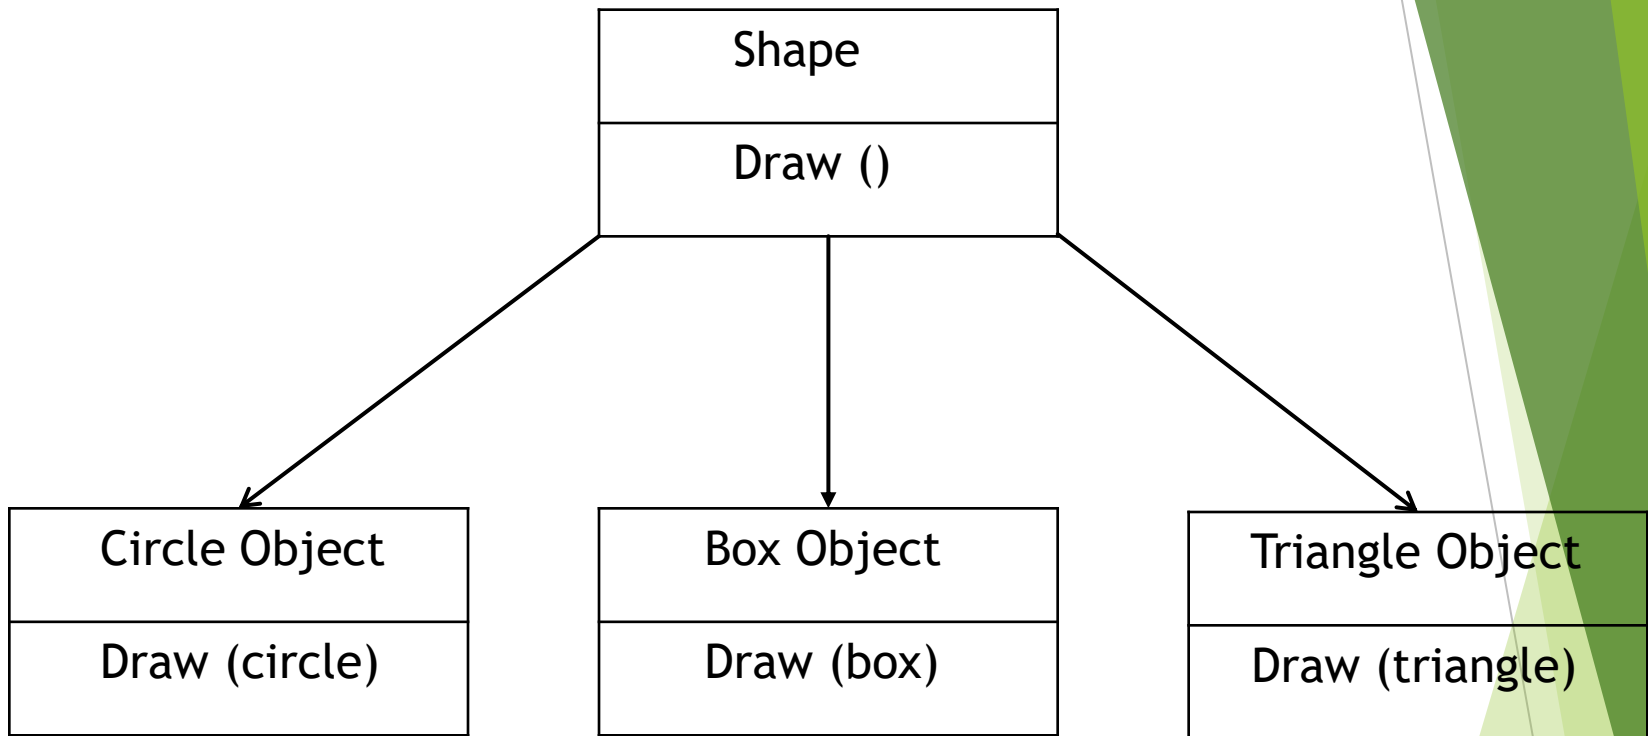 Shape
Draw ()
Circle Object
Draw (circle)
Box Object
Draw (box)
Triangle Object
Draw (triangle)